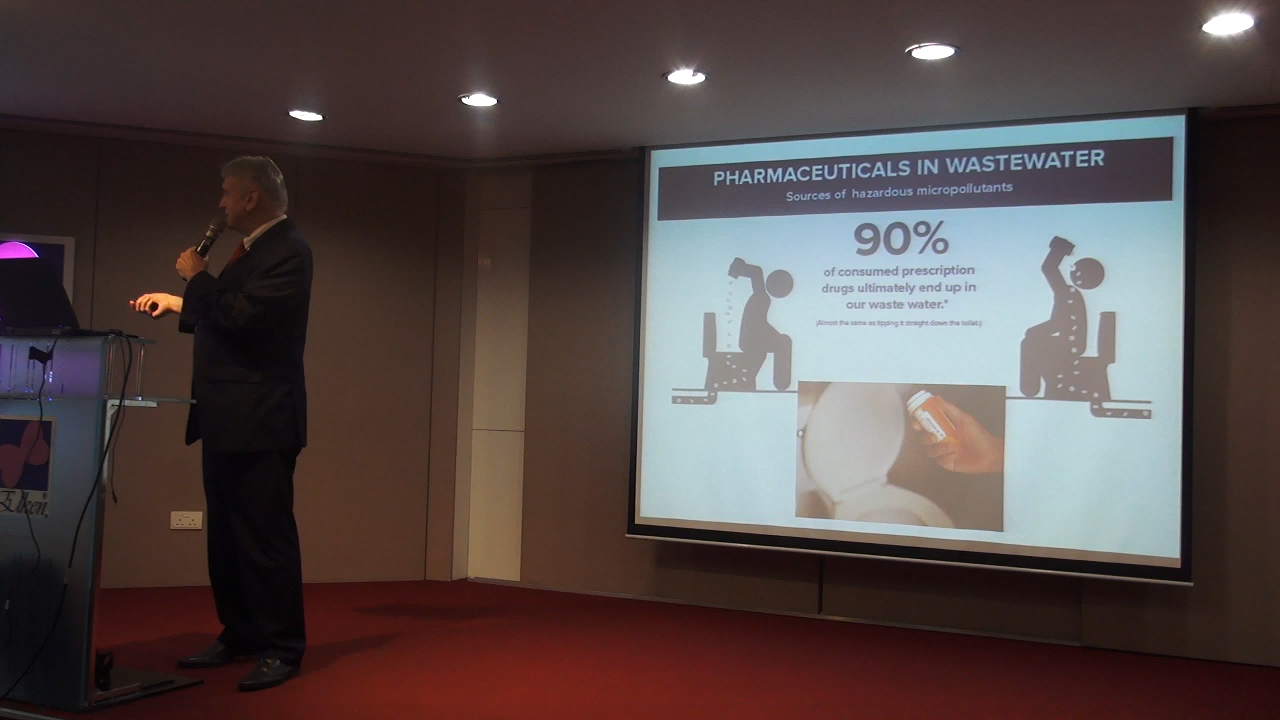 PHARMACEUTICALS IN WASTEWATER
Sources of hazardous micropollutants
90%
of consumed prescription
drugs ultimately end up in
our waste water.*
(Almost the same as tipping it straight down the toilet.)
Elken